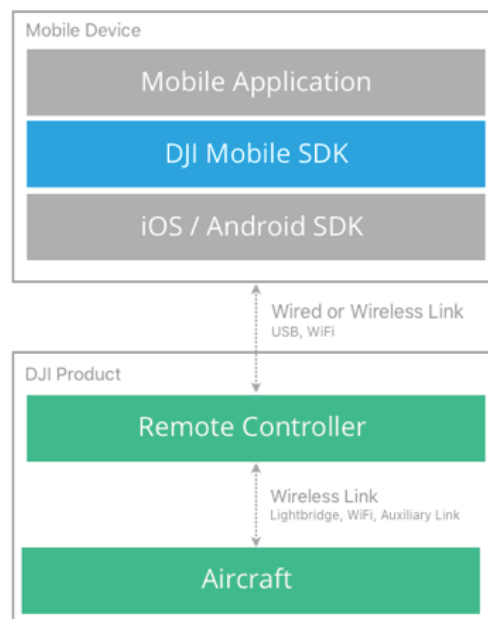 Mobile Device
Mobile Application
DJI Mobile SDK
iOS / Android SDK
Wired or Wireless Link
USB, WiFi
DJI Product
Remote Controller
Wireless Link
Lightbridge, WiFi, Auxiliary Link
Aircraft